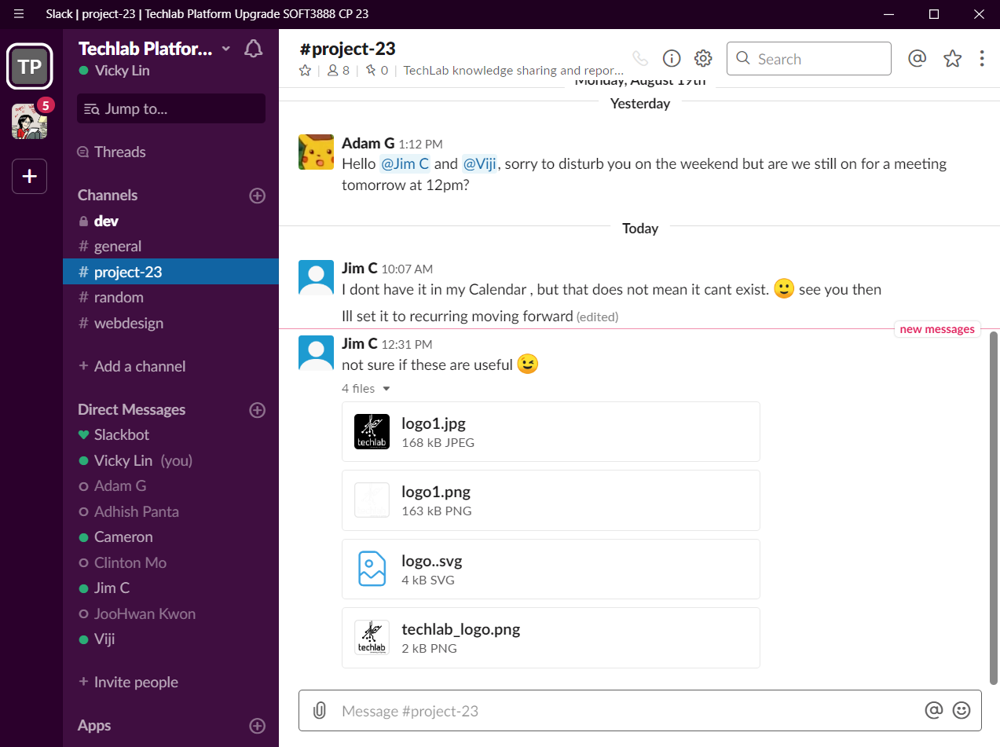 Slack | project-23 | Techlab Platform Upgrade SOFT3888 CP 23
TP
5
Techlab Platfor...
Vicky Lin
Jump to...
Threads
Channels
dev
# general
# project-23
# random
# webdesign
+ Add a channel
Direct Messages
Slackbot
Vicky Lin (you)
Adam G
Adhish Panta
Cameron
Clinton Mo
Jim C
JooHwan Kwon
Viji
+ Invite people
Apps
#project-23
8 | 0 | TechLab knowledge sharing and repor...
Search
Monday, August 19th
Yesterday
Adam G 1:12 PM
Hello @Jim C and @Viji, sorry to disturb you on the weekend but are we still on for a meeting
tomorrow at 12pm?
Today
Jim C 10:07 AM
I dont have it in my Calendar , but that does not mean it cant exist. 🙂 see you then
Ill set it to recurring moving forward (edited)
new messages
Jim C 12:31 PM
not sure if these are useful 😉
4 files
techlab
logo1.jpg
168 kB JPEG
logo1.png
163 kB PNG
logo..svg
4 kB SVG
techlab
techlab_logo.png
2 kB PNG
Message #project-23